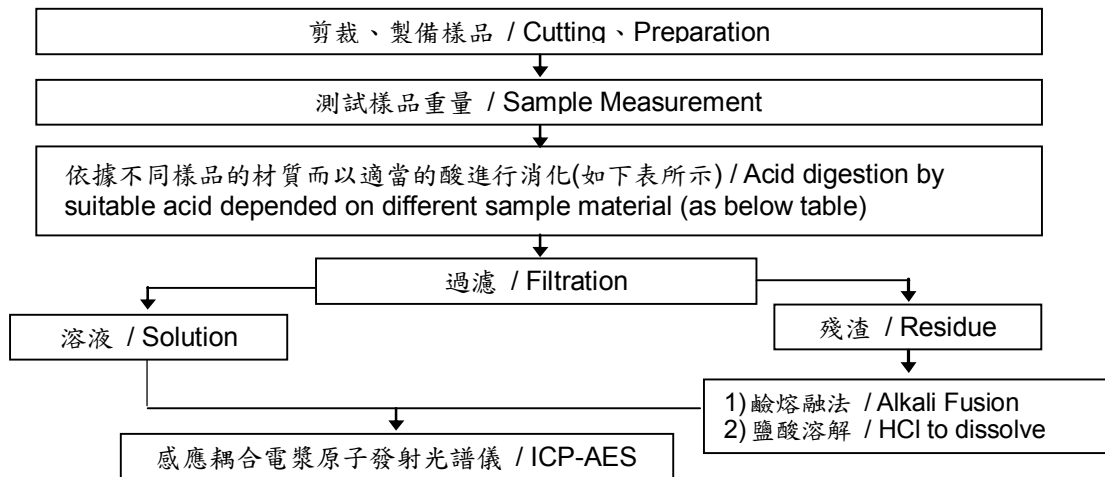 剪裁、製備樣品 / Cutting、Preparation
測試樣品重量 / Sample Measurement
依據不同樣品的材質而以適當的酸進行消化(如下表所示) / Acid digestion by
suitable acid depended on different sample material (as below table)
過濾 / Filtration
溶液 / Solution
殘渣 / Residue
1) 鹼熔融法 / Alkali Fusion
2) 鹽酸溶解 / HCl to dissolve
感應耦合電漿原子發射光譜儀 / ICP-AES